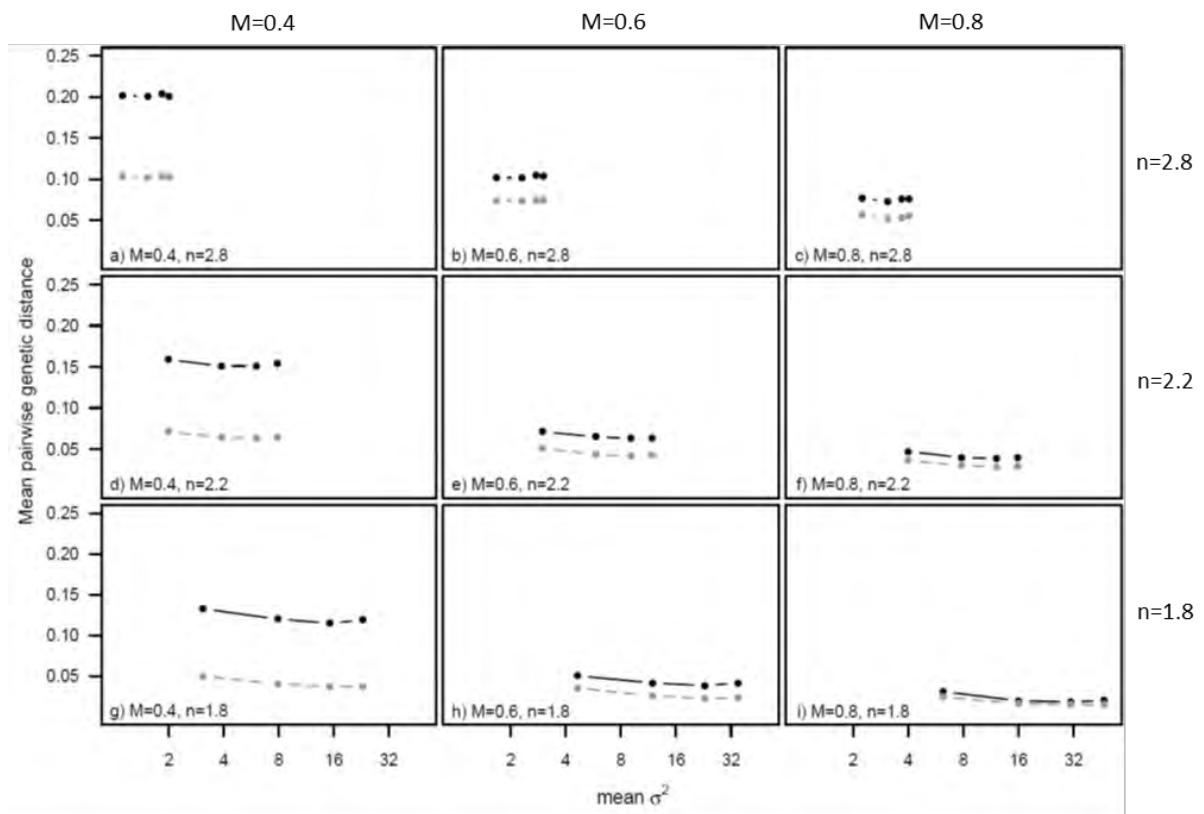 M=0.4 M=0.6 M=0.8
Mean pairwise genetic distance
0.25
0.20
0.15
0.10
0.05
a) M=0.4, n=2.8
b) M=0.6, n=2.8
c) M=0.8, n=2.8
n=2.8
0.25
0.20
0.15
0.10
0.05
d) M=0.4, n=2.2
e) M=0.6, n=2.2
f) M=0.8, n=2.2
n=2.2
0.25
0.20
0.15
0.10
0.05
g) M=0.4, n=1.8
h) M=0.6, n=1.8
i) M=0.8, n=1.8
n=1.8
2 4 8 16 32 2 4 8 16 32 2 4 8 16 32
mean σ²